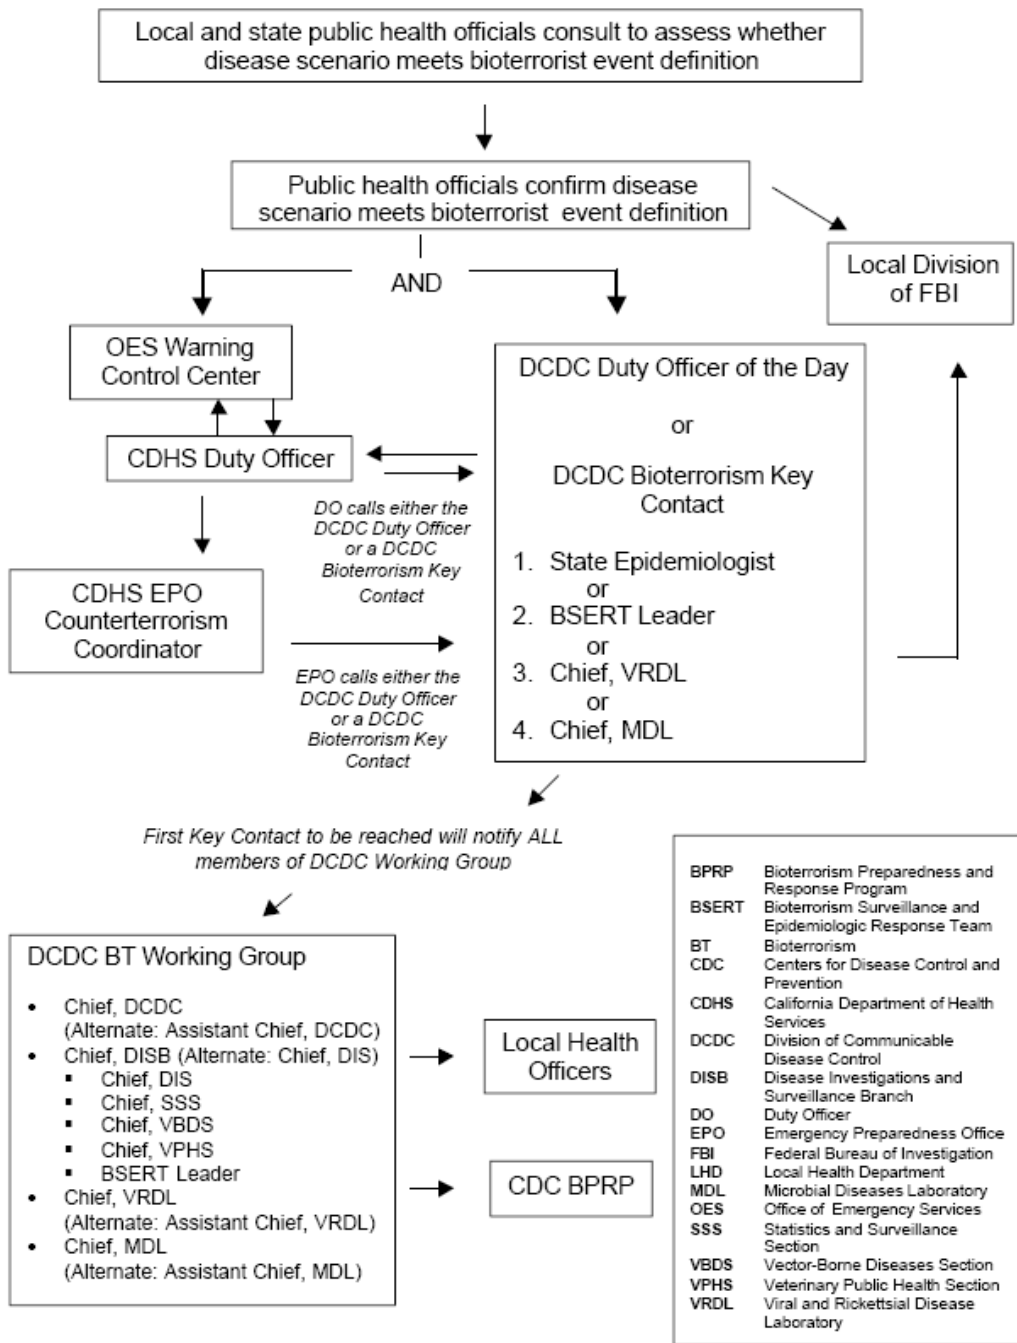 Local and state public health officials consult to assess whether
disease scenario meets bioterrorist event definition
Public health officials confirm disease
scenario meets bioterrorist event definition
Local Division
of FBI
AND
OES Warning
Control Center
CDHS Duty Officer
DO calls either the
DCDC Duty Officer
or a DCDC
Bioterrorism Key
Contact
CDHS EPO
Counterterrorism
Coordinator
EPO calls either the
DCDC Duty Officer
or a DCDC
Bioterrorism Key
Contact
DCDC Duty Officer of the Day
or
DCDC Bioterrorism Key
Contact
1. State Epidemiologist
or
2. BSERT Leader
or
3. Chief, VRDL
or
4. Chief, MDL
First Key Contact to be reached will notify ALL
members of DCDC Working Group
DCDC BT Working Group
• Chief, DCDC
(Alternate: Assistant Chief, DCDC)
• Chief, DISB (Alternate: Chief, DIS)
▪ Chief, DIS
▪ Chief, SSS
▪ Chief, VBDS
▪ Chief, VPHS
▪ BSERT Leader
• Chief, VRDL
(Alternate: Assistant Chief, VRDL)
• Chief, MDL
(Alternate: Assistant Chief, MDL)
Local Health
Officers
CDC BPRP
BPRP Bioterrorism Preparedness and
Response Program
BSERT Bioterrorism Surveillance and
Epidemiologic Response Team
BT Bioterrorism
CDC Centers for Disease Control and
Prevention
CDHS California Department of Health
Services
DCDC Division of Communicable
Disease Control
DISB Disease Investigations and
Surveillance Branch
DO Duty Officer
EPO Emergency Preparedness Office
FBI Federal Bureau of Investigation
LHD Local Health Department
MDL Microbial Diseases Laboratory
OES Office of Emergency Services
SSS Statistics and Surveillance
Section
VBDS Vector-Borne Diseases Section
VPHS Veterinary Public Health Section
VRDL Viral and Rickettsial Disease
Laboratory